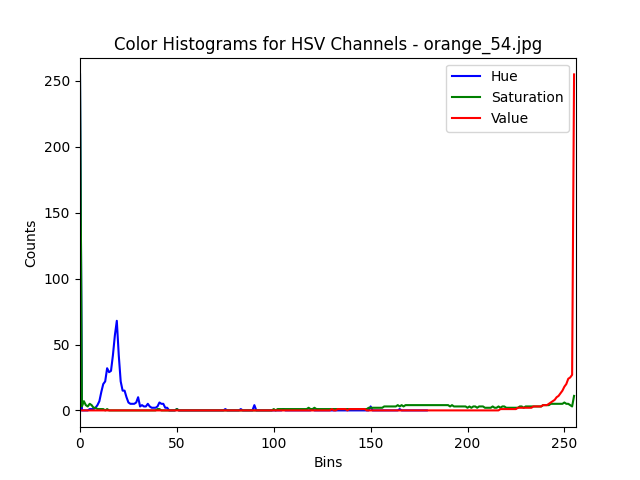 Color Histograms for HSV Channels - orange_54.jpg
Hue
Saturation
Value
Counts
250
200
150
100
50
0
0 50 100 150 200 250
Bins